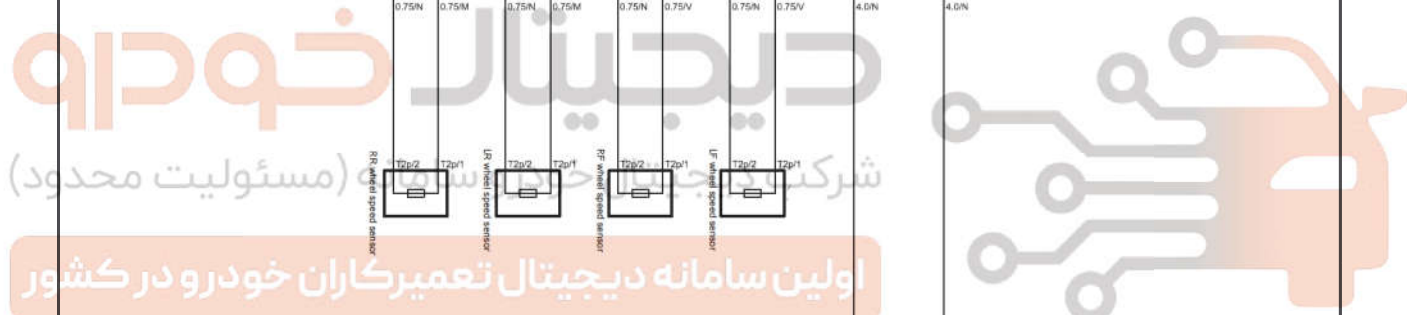 0.75/N 0.75/M 0.75/N 0.75/M 0.75/N 0.75/V 0.75/N 0.75/V 4.0/N 4.0/N
دیجیتال خودرو
T2p/2 T2p/1 T2p/2 T2p/1 T2p/2 T2p/1 T2p/2 T2p/1
RR wheel speed sensor
LR wheel speed sensor
RF wheel speed sensor
LF wheel speed sensor
شرکت دیجیتال خودرو سامانه (مسئولیت محدود)
اولین سامانه دیجیتال تعمیرکاران خودرو در کشور